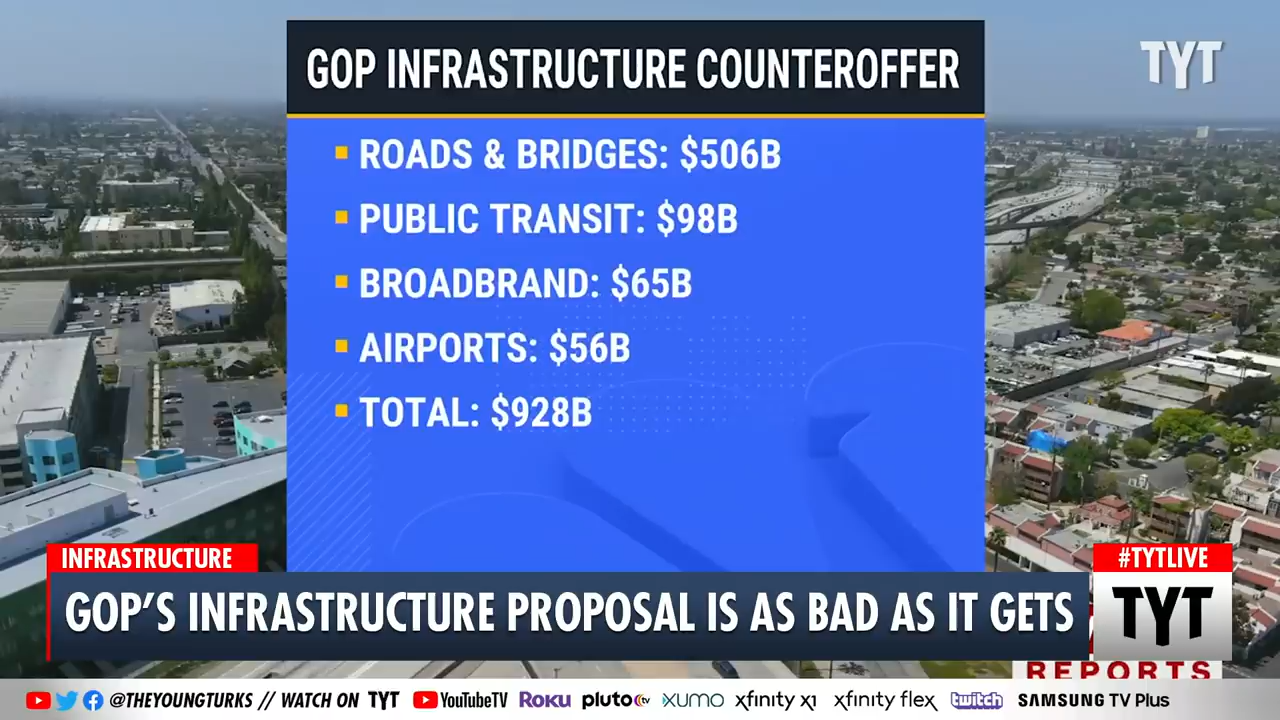 GOP INFRASTRUCTURE COUNTEROFFER
TYT
ROADS & BRIDGES: $506B
PUBLIC TRANSIT: $98B
BROADBRAND: $65B
AIRPORTS: $56B
TOTAL: $928B
INFRASTRUCTURE
#TYTLIVE
GOP'S INFRASTRUCTURE PROPOSAL IS AS BAD AS IT GETS
TYT
REPORTS
@THEYOUNGTURKS // WATCH ON TYT YouTubeTV ROKU pluto tv XUMO xfinity x1 xfinity flex twitch SAMSUNG TV Plus